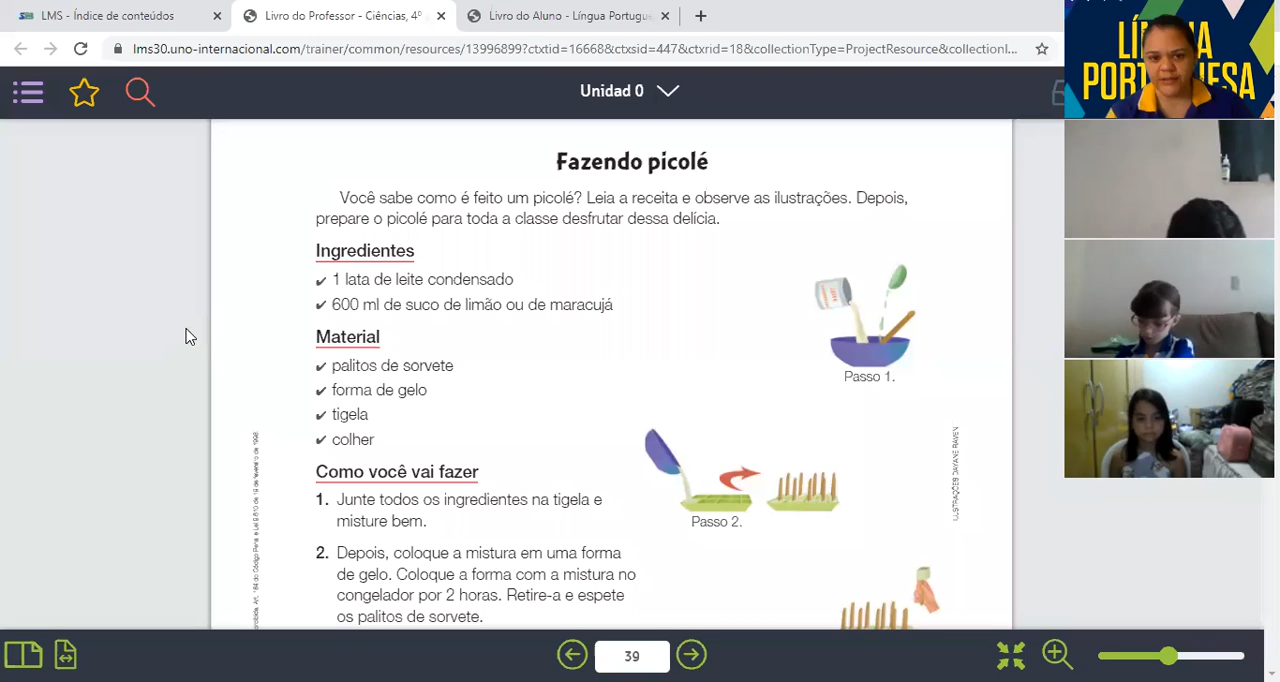 LMS - Índice de conteúdos
Livro do Professor - Ciências, 4º
Livro do Aluno - Língua Portugue
lms30.uno-internacional.com/trainer/common/resources/13996899?ctxtid=16668&ctxsid=447&ctxrid=18&collectionType=ProjectResource&collectionI...
Unidad 0
LÍNGUA
PORTUGUESA
Fazendo picolé
Você sabe como é feito um picolé? Leia a receita e observe as ilustrações. Depois,
prepare o picolé para toda a classe desfrutar dessa delícia.
Ingredientes
1 lata de leite condensado
600 ml de suco de limão ou de maracujá
Material
palitos de sorvete
forma de gelo
tigela
colher
Passo 1.
Como você vai fazer
1. Junte todos os ingredientes na tigela e
misture bem.
2. Depois, coloque a mistura em uma forma
de gelo. Coloque a forma com a mistura no
congelador por 2 horas. Retire-a e espete
os palitos de sorvete.
Passo 2.
ILUSTRAÇÕES: DAYANE RAVEN
39